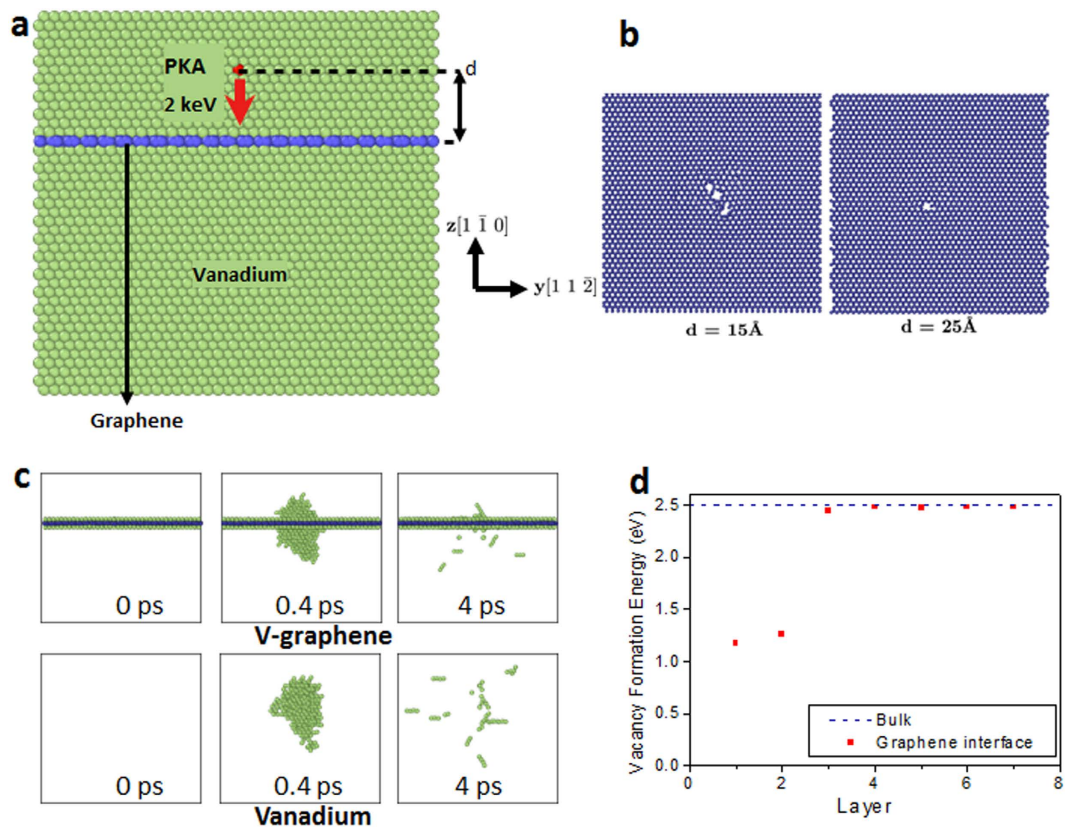 a
PKA
2 keV
d
z[1 1̄ 0]
y[1 1 2̄]
Vanadium
Graphene
b
d = 15Å
d = 25Å
c
0 ps
0.4 ps
4 ps
V-graphene
0 ps
0.4 ps
4 ps
Vanadium
d
Vacancy Formation Energy (eV)
2.5
2.0
1.5
1.0
0.5
0.0
0
2
4
6
8
Layer
Bulk
Graphene interface